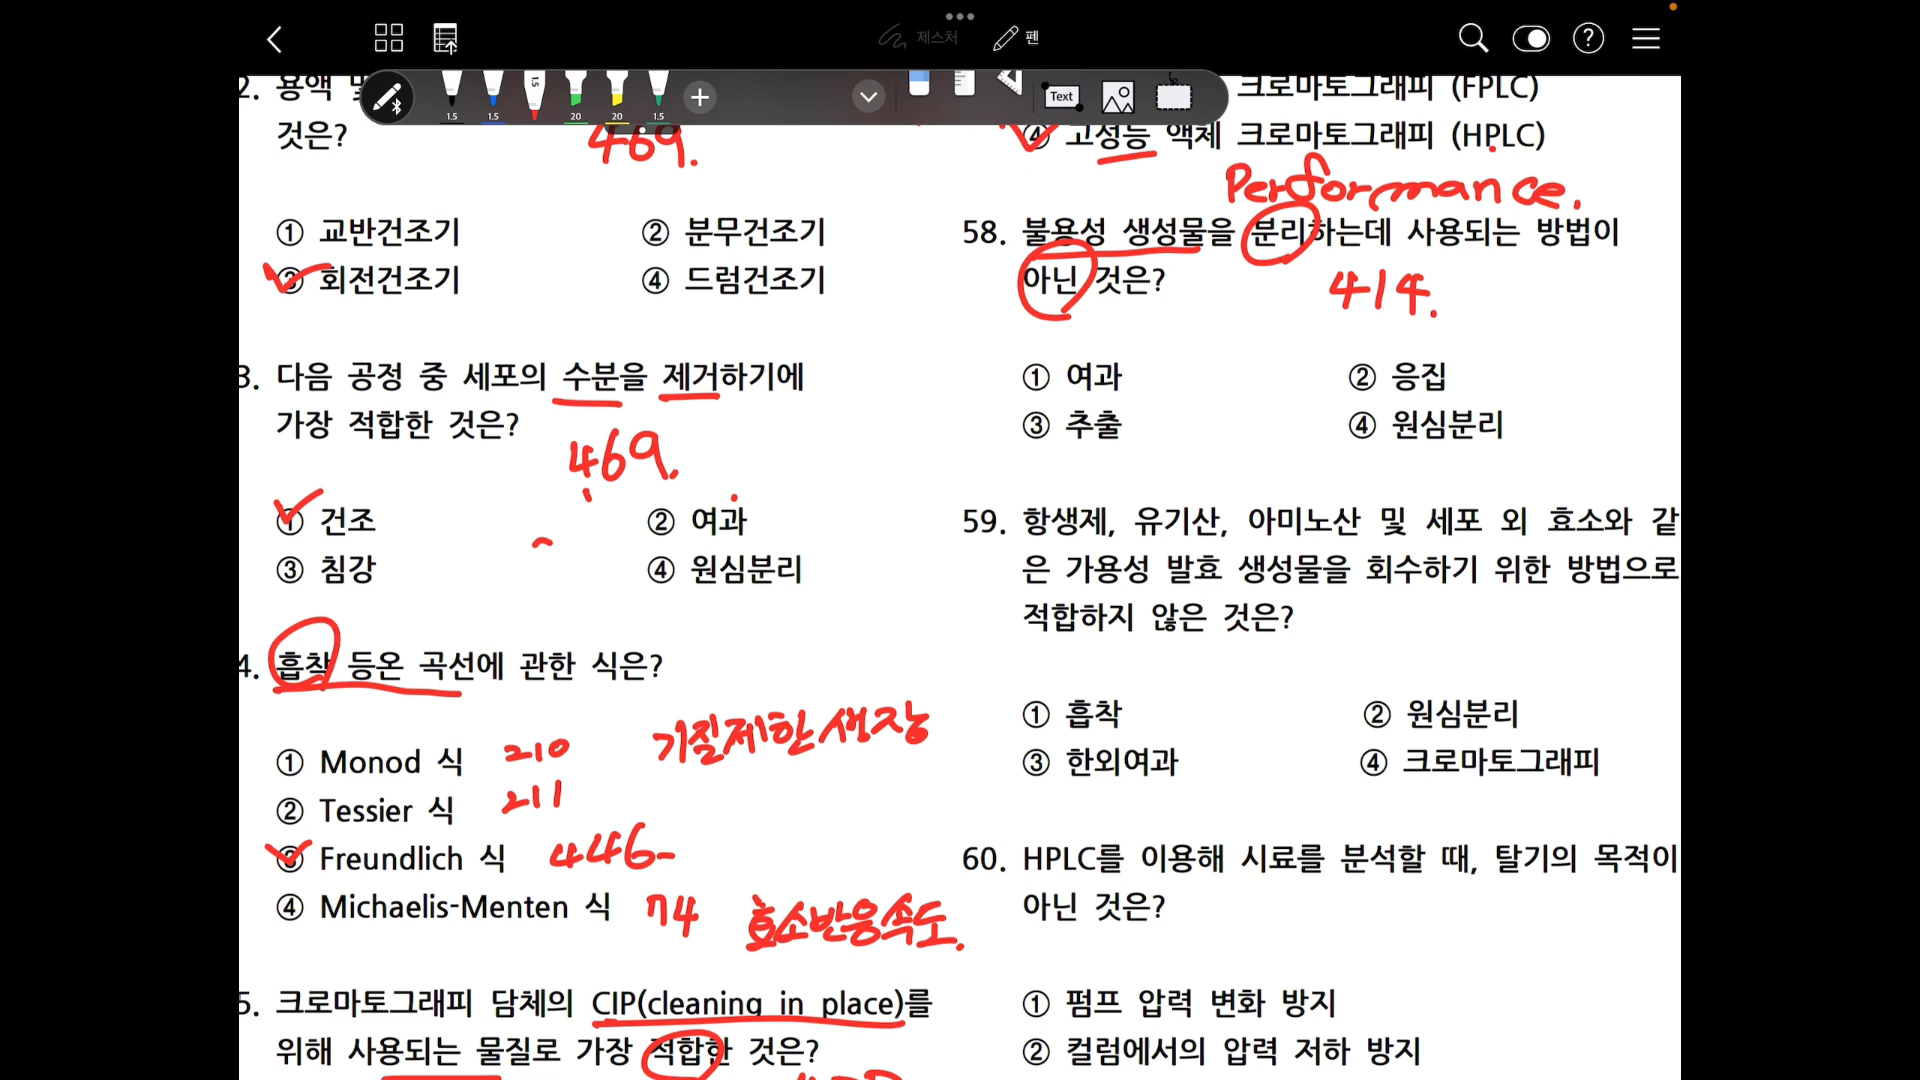 제스처 펜
1.5 1.5 1.5 20 20 1.5 Text
2. 용액 및
것은?
469.
① 교반건조기 ② 분무건조기
③ 회전건조기 ④ 드럼건조기
3. 다음 공정 중 세포의 수분을 제거하기에
가장 적합한 것은?
469.
① 건조 ② 여과
③ 침강 ④ 원심분리
4. 흡착 등온 곡선에 관한 식은?
기질제한생장
① Monod 식 210
② Tessier 식 211
③ Freundlich 식 446-
④ Michaelis-Menten 식 74 효소반응속도.
5. 크로마토그래피 담체의 CIP(cleaning in place)를
위해 사용되는 물질로 가장 적합한 것은?
크로마토그래피 (FPLC)
④ 고성능 액체 크로마토그래피 (HPLC)
Performance.
58. 불용성 생성물을 분리하는데 사용되는 방법이
아닌 것은?
414.
① 여과 ② 응집
③ 추출 ④ 원심분리
59. 항생제, 유기산, 아미노산 및 세포 외 효소와 같
은 가용성 발효 생성물을 회수하기 위한 방법으로
적합하지 않은 것은?
① 흡착 ② 원심분리
③ 한외여과 ④ 크로마토그래피
60. HPLC를 이용해 시료를 분석할 때, 탈기의 목적이
아닌 것은?
① 펌프 압력 변화 방지
② 컬럼에서의 압력 저하 방지